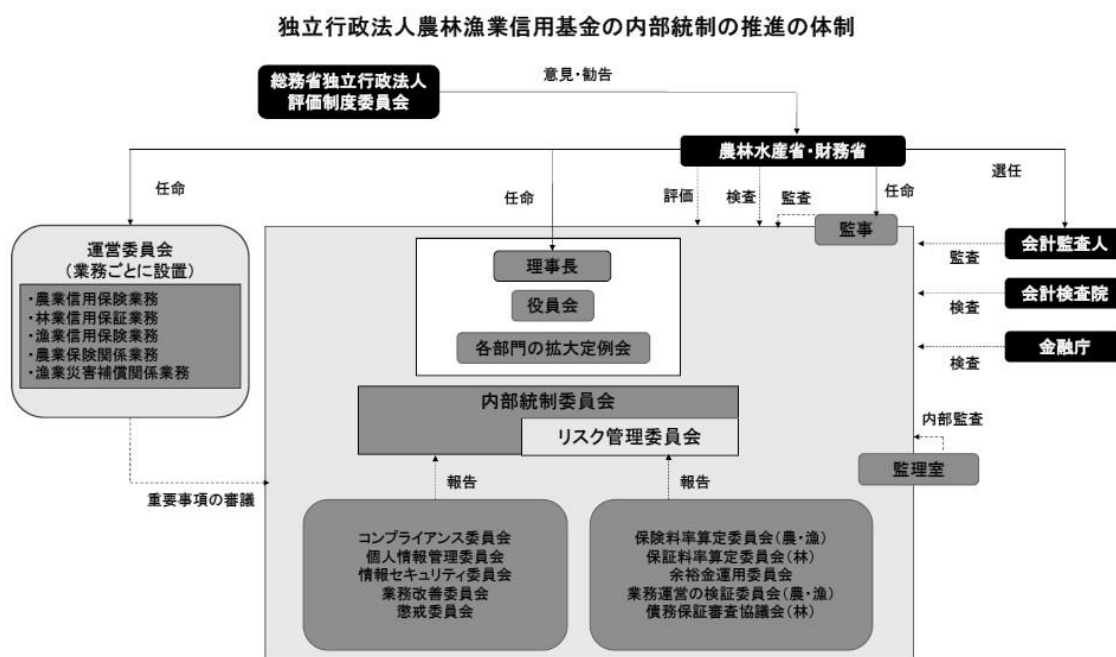 独立行政法人農林漁業信用基金の内部統制の推進の体制
総務省独立行政法人
評価制度委員会
意見・勧告
農林水産省・財務省
任命
任命
評価
検査
監査
任命
選任
運営委員会
(業務ごとに設置)
・農業信用保険業務
・林業信用保証業務
・漁業信用保険業務
・農業保険関係業務
・漁業災害補償関係業務
監事
理事長
役員会
各部門の拡大定例会
会計監査人
監査
会計検査院
検査
金融庁
検査
内部統制委員会
リスク管理委員会
内部監査
監理室
重要事項の審議
報告
報告
コンプライアンス委員会
個人情報管理委員会
情報セキュリティ委員会
業務改善委員会
懲戒委員会
保険料率算定委員会(農・漁)
保証料率算定委員会(林)
余裕金運用委員会
業務運営の検証委員会(農・漁)
債務保証審査協議会(林)